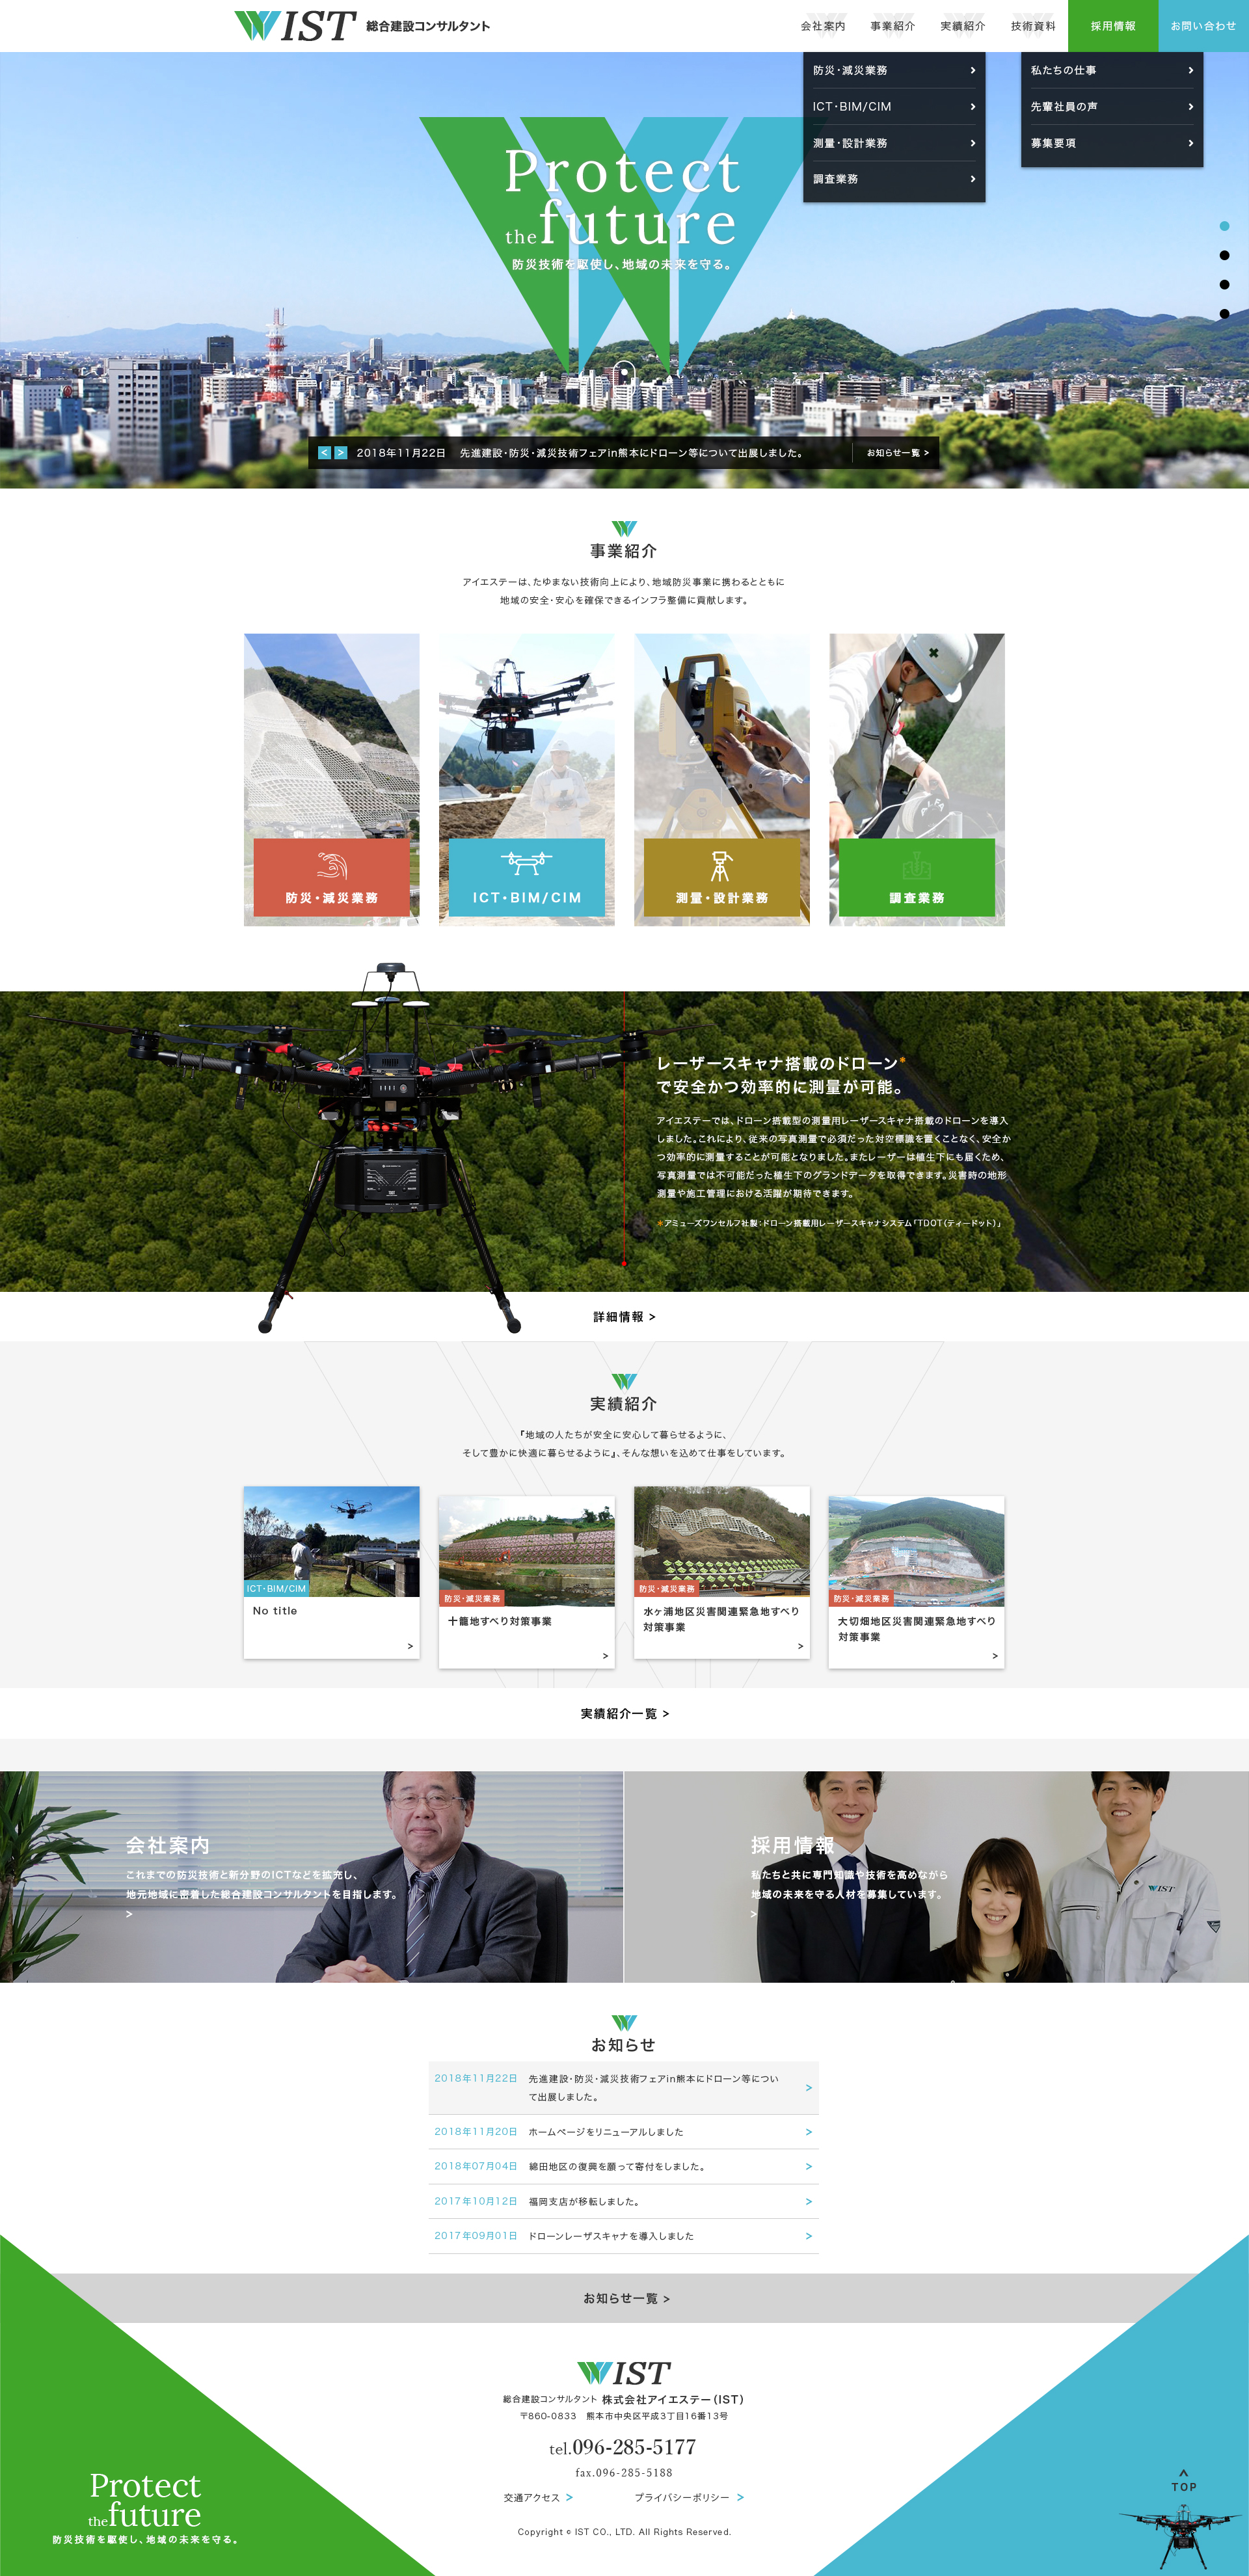 IST 総合建設コンサルタント
会社案内 事業紹介 実績紹介 技術資料 採用情報 お問い合わせ
防災・減災業務
ICT・BIM/CIM
測量・設計業務
調査業務
私たちの仕事
先輩社員の声
募集要項
Protect
the future
防災技術を駆使し、地域の未来を守る。
< > 2018年11月22日 先進建設・防災・減災技術フェアin熊本にドローン等について出展しました。 お知らせ一覧 >
事業紹介
アイエステーは、たゆまない技術向上により、地域防災事業に携わるとともに
地域の安全・安心を確保できるインフラ整備に貢献します。
防災・減災業務
ICT・BIM/CIM
測量・設計業務
調査業務
レーザースキャナ搭載のドローン*
で安全かつ効率的に測量が可能。
アイエステーでは、ドローン搭載型の測量用レーザースキャナ搭載のドローンを導入
しました。これにより、従来の写真測量で必須だった対空標識を置くことなく、安全か
つ効率的に測量することが可能となりました。またレーザーは植生下にも届くため、
写真測量では不可能だった植生下のグランドデータを取得できます。災害時の地形
測量や施工管理における活躍が期待できます。
*アミューズワンセルフ社製：ドローン搭載用レーザースキャナシステム「TDOT（ティードット）」
詳細情報 >
実績紹介
『地域の人たちが安全に安心して暮らせるように、
そして豊かに快適に暮らせるように』、そんな想いを込めて仕事をしています。
ICT・BIM/CIM
No title
>
防災・減災業務
十籠地すべり対策事業
>
防災・減災業務
水ヶ浦地区災害関連緊急地すべり
対策事業
>
防災・減災業務
大切畑地区災害関連緊急地すべり
対策事業
>
実績紹介一覧 >
会社案内
これまでの防災技術と新分野のICTなどを拡充し、
地元地域に密着した総合建設コンサルタントを目指します。
>
採用情報
私たちと共に専門知識や技術を高めながら
地域の未来を守る人材を募集しています。
>
WIST
お知らせ
2018年11月22日 先進建設・防災・減災技術フェアin熊本にドローン等につい
て出展しました。 >
2018年11月20日 ホームページをリニューアルしました >
2018年07月04日 綿田地区の復興を願って寄付をしました。 >
2017年10月12日 福岡支店が移転しました。 >
2017年09月01日 ドローンレーザスキャナを導入しました >
お知らせ一覧 >
IST
総合建設コンサルタント 株式会社アイエステー（IST）
〒860-0833 熊本市中央区平成3丁目16番13号
tel.096-285-5177
fax.096-285-5188
交通アクセス > プライバシーポリシー >
Copyright © IST CO., LTD. All Rights Reserved.
Protect
the future
防災技術を駆使し、地域の未来を守る。
TOP